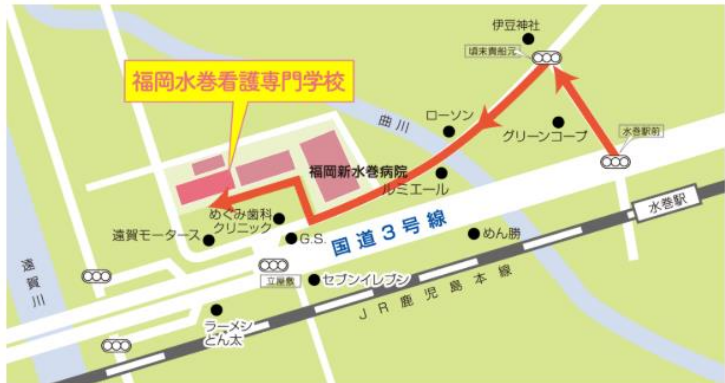 伊豆神社
頃末貴船元
福岡水巻看護専門学校
ローソン
曲川
グリーンコープ
水巻駅前
福岡新水巻病院
ルミエール
水巻駅
めぐみ歯科
クリニック
遠賀モータース
G.S.
国道3号線
めん勝
遠賀川
立屋敷
セブンイレブン
JR鹿児島本線
ラーメン
とん太